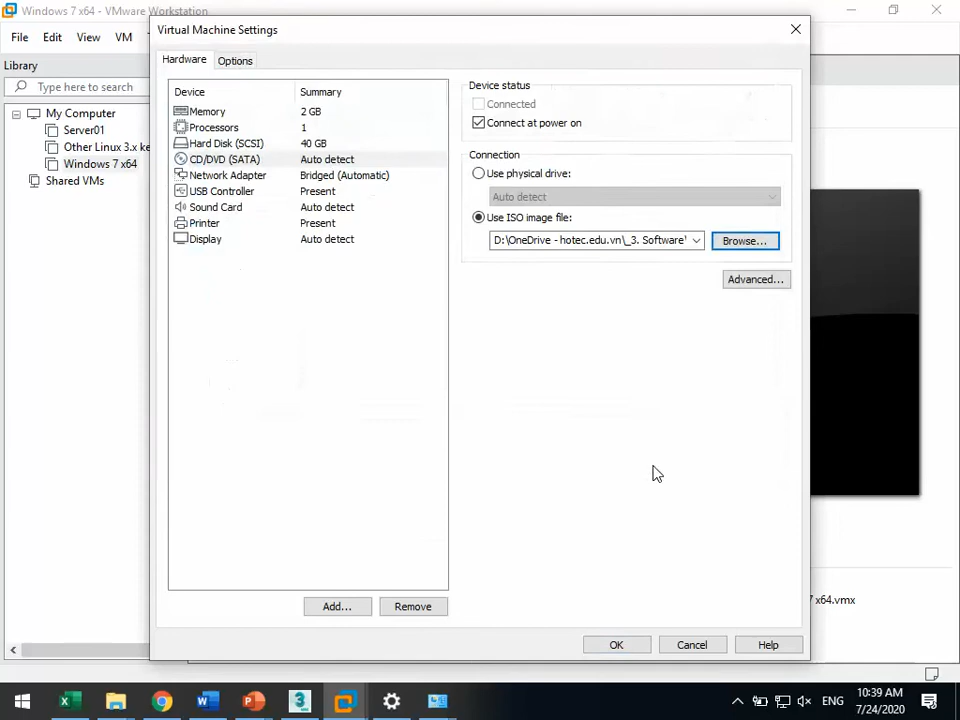 Windows 7 x64 - VMware Workstation
Virtual Machine Settings
File Edit View VM
Hardware Options
Library
Type here to search
My Computer
Server01
Other Linux 3.x ke
Windows 7 x64
Shared VMs
Device Summary
Memory 2 GB
Processors 1
Hard Disk (SCSI) 40 GB
CD/DVD (SATA) Auto detect
Network Adapter Bridged (Automatic)
USB Controller Present
Sound Card Auto detect
Printer Present
Display Auto detect
Add... Remove
Device status
Connected
Connect at power on
Connection
Use physical drive:
Auto detect
Use ISO image file:
D:\OneDrive - hotec.edu.vn\_3. Software\
Browse...
Advanced...
7 x64.vmx
OK Cancel Help
ENG
10:39 AM
7/24/2020